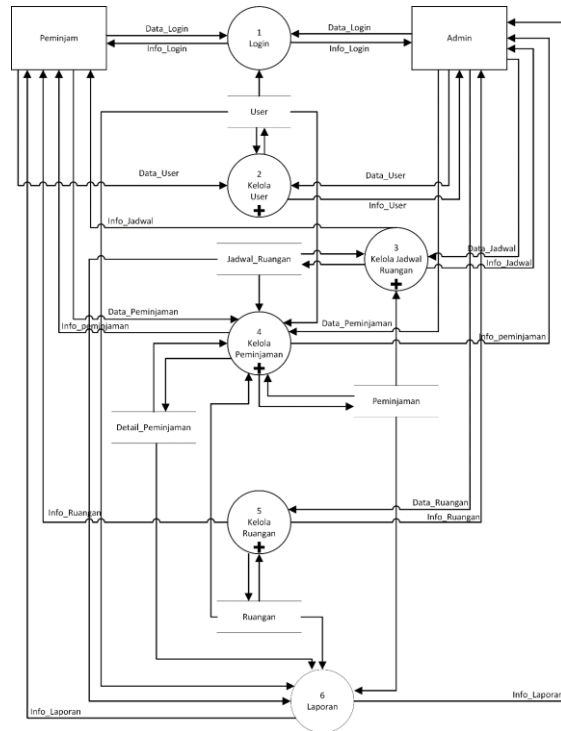 Peminjam
Data_Login
Info_Login
1
Login
Data_Login
Info_Login
Admin
User
Data_User
2
Kelola
User
Data_User
Info_User
Info_Jadwal
Jadwal_Ruangan
3
Kelola Jadwal
Ruangan
Data_Jadwal
Info_Jadwal
Data_Peminjaman
Info_peminjaman
4
Kelola
Peminjaman
Data_Peminjaman
Info_peminjaman
Detail_Peminjaman
Peminjaman
Info_Ruangan
5
Kelola
Ruangan
Data_Ruangan
Info_Ruangan
Ruangan
6
Laporan
Info_Laporan
Info_Laporan